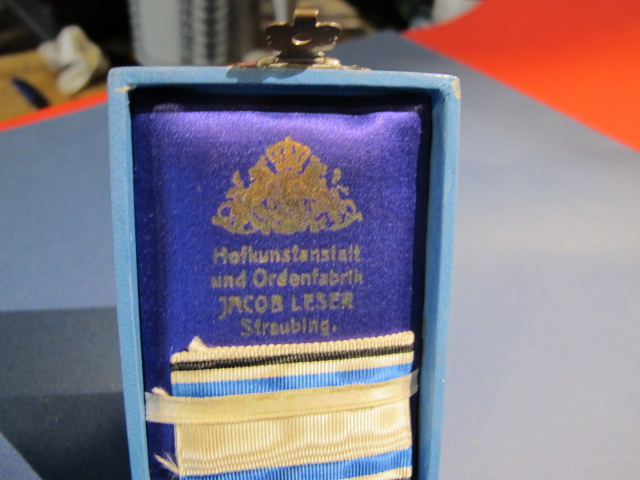 Hofkunstanstalt
und Ordenfabrik
JACOB LESER
Straubing.